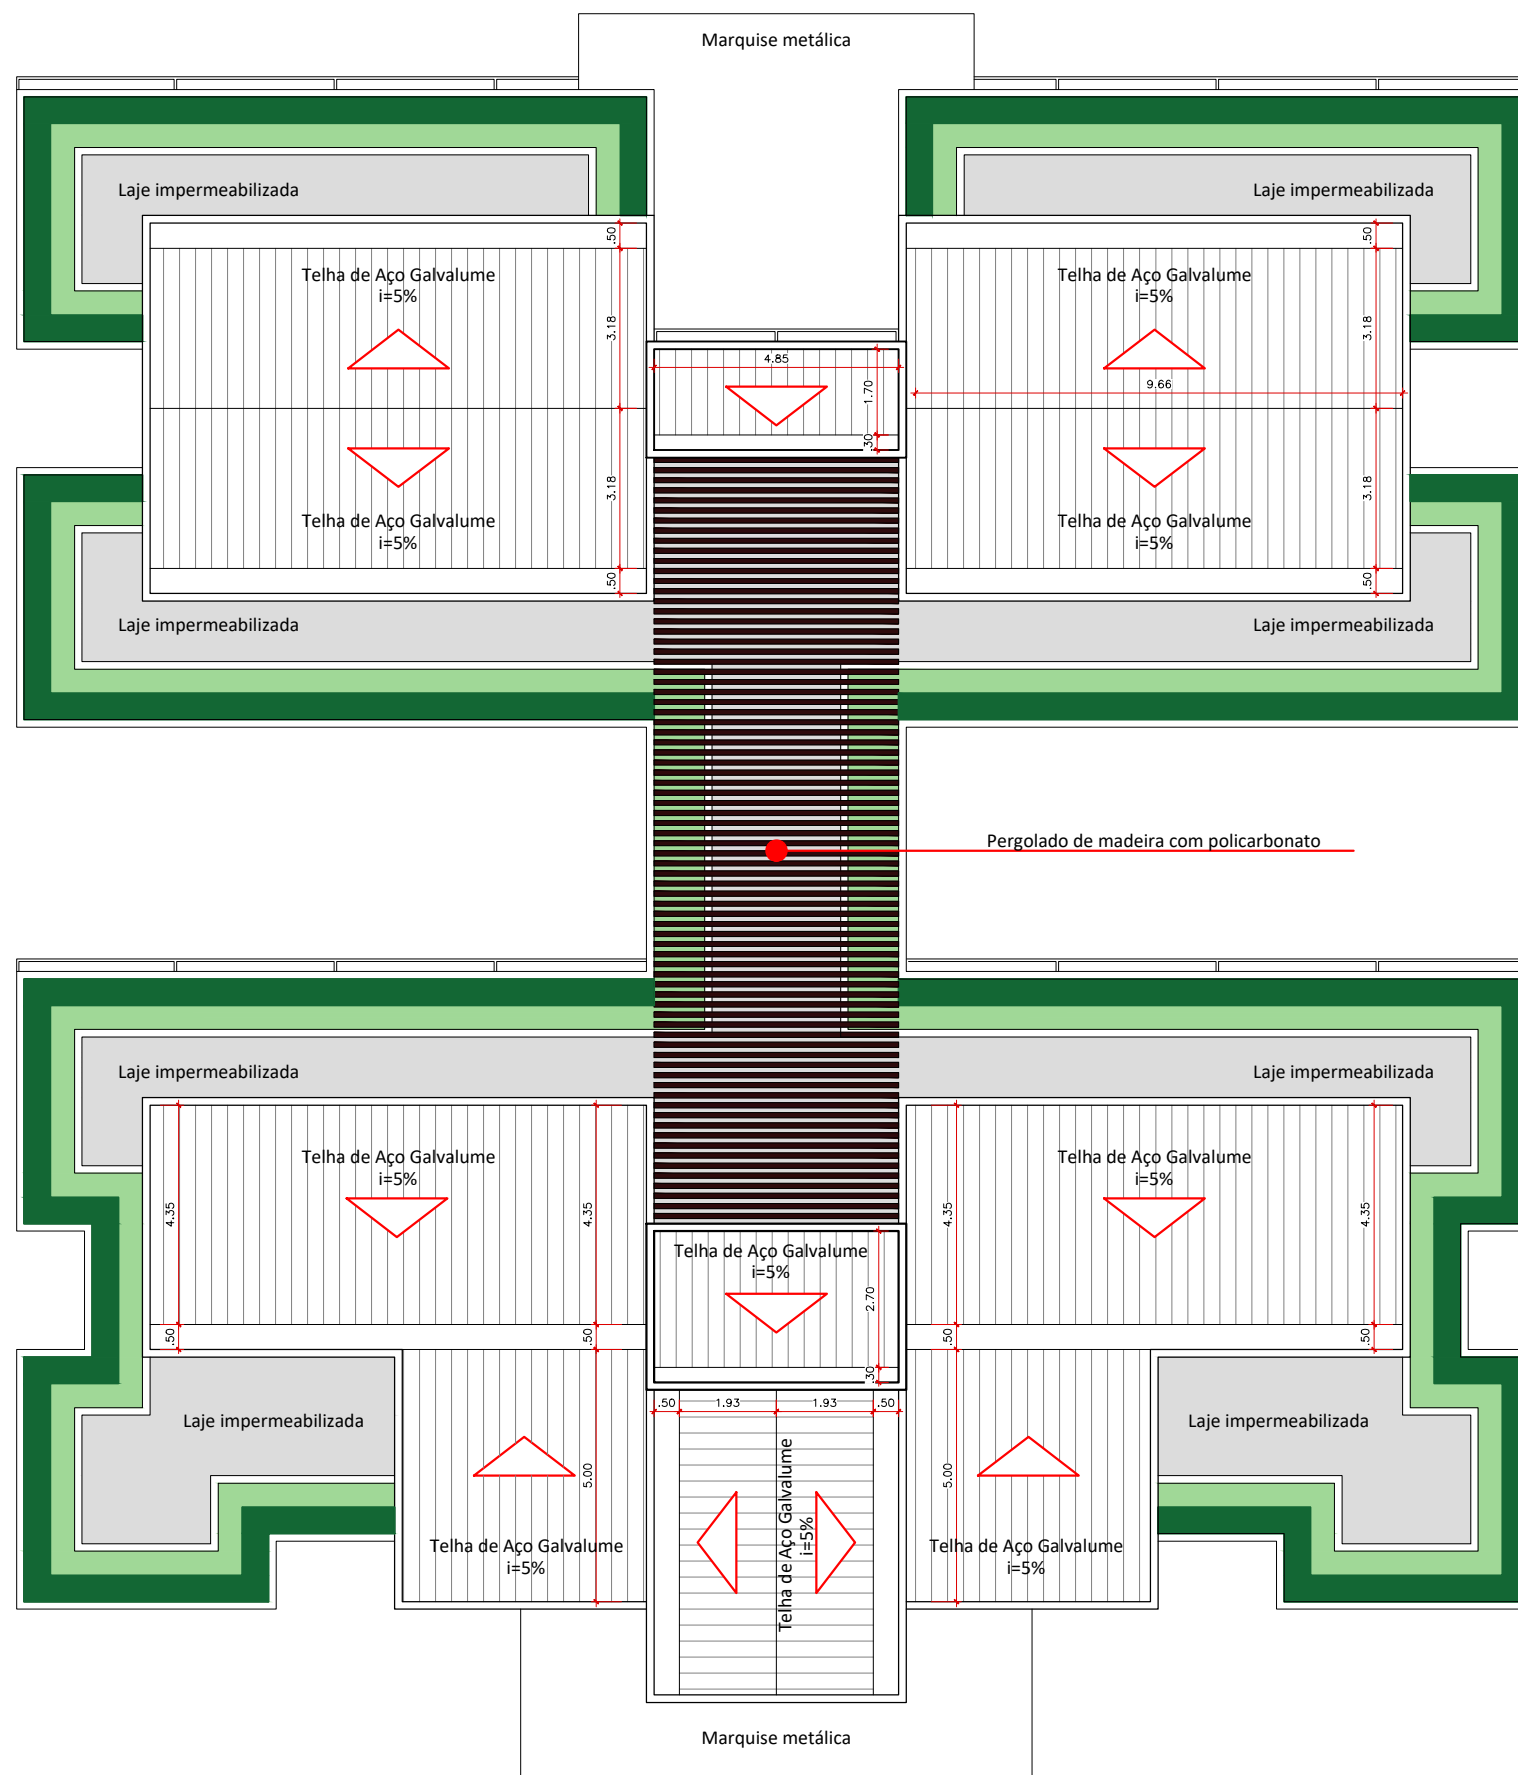 Marquise metálica
Laje impermeabilizada
Laje impermeabilizada
.50
.50
Telha de Aço Galvalume
i=5%
Telha de Aço Galvalume
i=5%
3.18
3.18
4.85
1.70
9.66
.30
3.18
3.18
Telha de Aço Galvalume
i=5%
Telha de Aço Galvalume
i=5%
.50
.50
Laje impermeabilizada
Laje impermeabilizada
Pergolado de madeira com policarbonato
Laje impermeabilizada
Laje impermeabilizada
Telha de Aço Galvalume
i=5%
Telha de Aço Galvalume
i=5%
4.35
4.35
4.35
4.35
Telha de Aço Galvalume
i=5%
2.70
.50
.50
.50
.50
.30
.50
1.93
1.93
.50
Laje impermeabilizada
Laje impermeabilizada
5.00
5.00
Telha de Aço Galvalume
i=5%
Telha de Aço Galvalume
i=5%
Telha de Aço Galvalume
i=5%
Marquise metálica